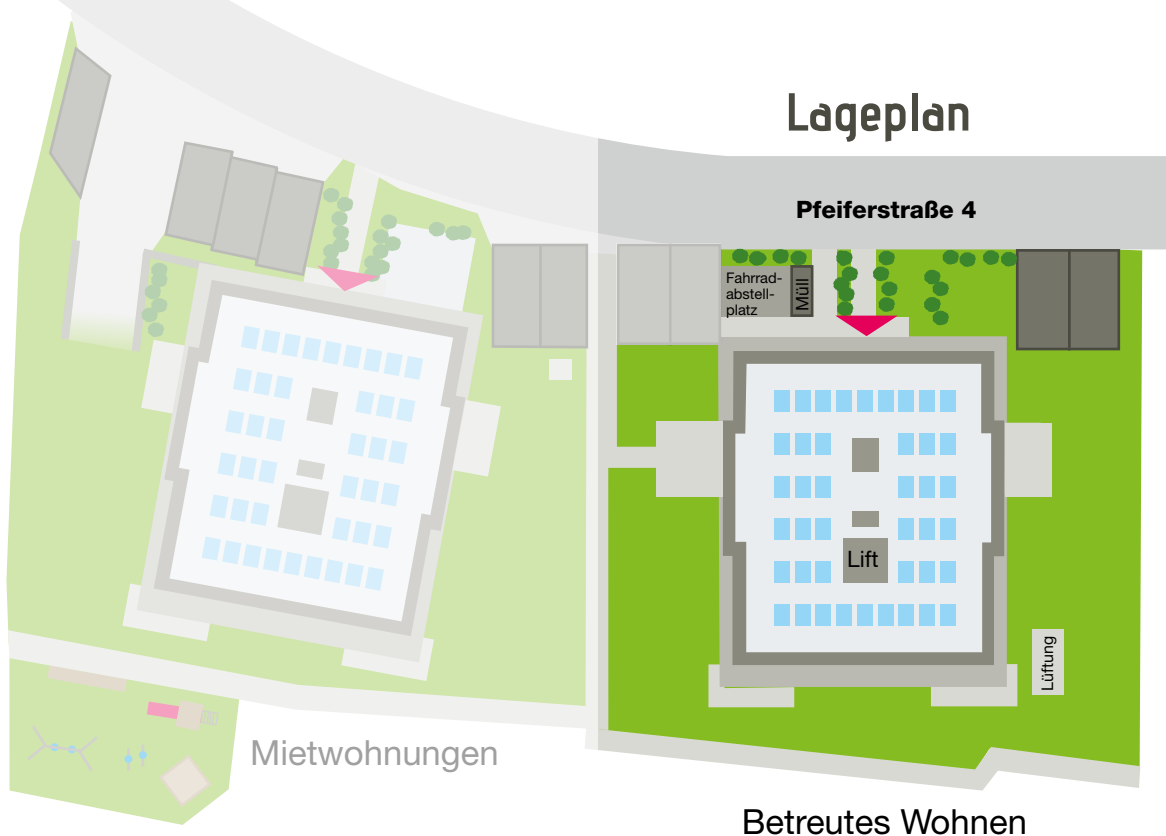 Lageplan
Pfeiferstraße 4
Fahrrad-
abstell-
platz
Müll
Lift
Lüftung
Mietwohnungen
Betreutes Wohnen